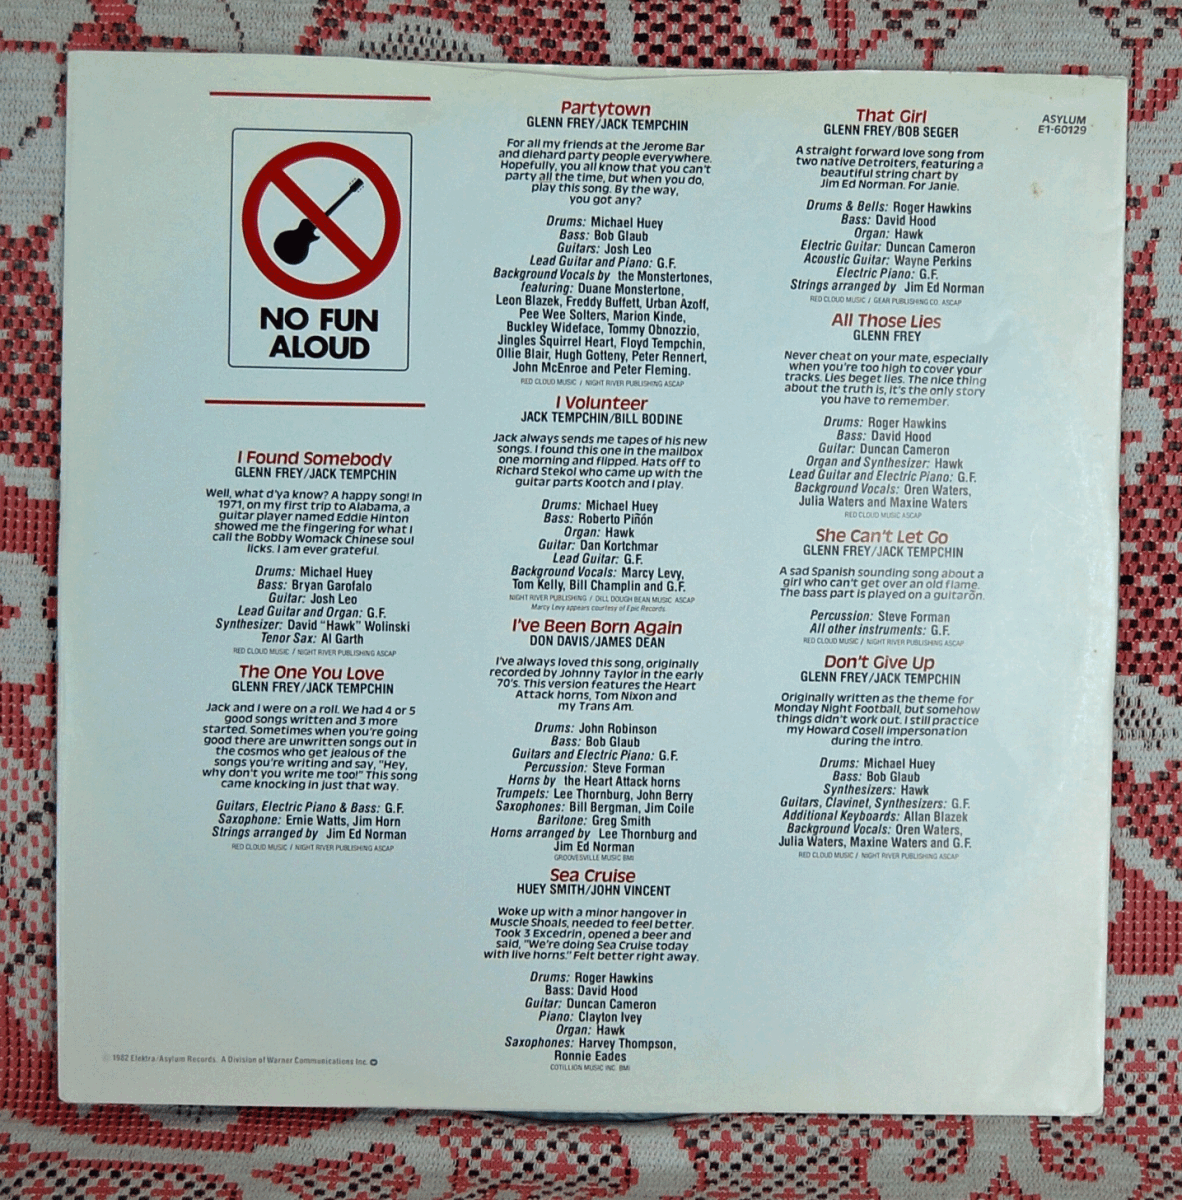 NO FUN
ALOUD
I Found Somebody
GLENN FREY/JACK TEMPCHIN
Well, what d'ya know? A happy song! In
1971, on my first trip to Alabama, a
guitar player named Eddie Hinton
showed me the fingering for what I
call the Bobby Womack Chinese soul
licks. I am ever grateful.
Drums: Michael Huey
Bass: Bryan Garofalo
Guitar: Josh Leo
Lead Guitar and Organ: G.F.
Synthesizer: David "Hawk" Wolinski
Tenor Sax: Al Garth
RED CLOUD MUSIC / NIGHT RIVER PUBLISHING ASCAP
The One You Love
GLENN FREY/JACK TEMPCHIN
Jack and I were on a roll. We had 4 or 5
good songs written and 3 more
started. Sometimes when you're going
good there are unwritten songs out in
the cosmos who get jealous of the
songs you're writing and say, "Hey,
why don't you write me too!" This song
came knocking in just that way.
Guitars, Electric Piano & Bass: G.F.
Saxophone: Ernie Watts, Jim Horn
Strings arranged by Jim Ed Norman
RED CLOUD MUSIC / NIGHT RIVER PUBLISHING ASCAP
© 1982 Elektra/Asylum Records. A Division of Warner Communications Inc.
Partytown
GLENN FREY/JACK TEMPCHIN
For all my friends at the Jerome Bar
and diehard party people everywhere.
Hopefully, you all know that you can't
party all the time, but when you do,
play this song. By the way,
you got any?
Drums: Michael Huey
Bass: Bob Glaub
Guitars: Josh Leo
Lead Guitar and Piano: G.F.
Background Vocals by the Monstertones,
featuring: Duane Monstertone,
Leon Blazek, Freddy Buffett, Urban Azoff,
Pee Wee Solters, Marion Kinde,
Buckley Wideface, Tommy Obnozzio,
Jingles Squirrel Heart, Floyd Tempchin,
Ollie Blair, Hugh Gotteny, Peter Rennert,
John McEnroe and Peter Fleming.
RED CLOUD MUSIC / NIGHT RIVER PUBLISHING ASCAP
I Volunteer
JACK TEMPCHIN/BILL BODINE
Jack always sends me tapes of his new
songs. I found this one in the mailbox
one morning and flipped. Hats off to
Richard Stekol who came up with the
guitar parts Kootch and I play.
Drums: Michael Huey
Bass: Roberto Piñón
Organ: Hawk
Guitar: Dan Kortchmar
Lead Guitar: G.F.
Background Vocals: Marcy Levy,
Tom Kelly, Bill Champlin and G.F.
NIGHT RIVER PUBLISHING / DILL DOUGH BEAN MUSIC ASCAP
Marcy Levy appears courtesy of Epic Records.
I've Been Born Again
DON DAVIS/JAMES DEAN
I've always loved this song, originally
recorded by Johnny Taylor in the early
70's. This version features the Heart
Attack horns, Tom Nixon and
my Trans Am.
Drums: John Robinson
Bass: Bob Glaub
Guitars and Electric Piano: G.F.
Percussion: Steve Forman
Horns by the Heart Attack horns
Trumpets: Lee Thornburg, John Berry
Saxophones: Bill Bergman, Jim Coile
Baritone: Greg Smith
Horns arranged by Lee Thornburg and
Jim Ed Norman
GROOVESVILLE MUSIC BMI
Sea Cruise
HUEY SMITH/JOHN VINCENT
Woke up with a minor hangover in
Muscle Shoals, needed to feel better.
Took 3 Excedrin, opened a beer and
said, "We're doing Sea Cruise today
with live horns." Felt better right away.
Drums: Roger Hawkins
Bass: David Hood
Guitar: Duncan Cameron
Piano: Clayton Ivey
Organ: Hawk
Saxophones: Harvey Thompson,
Ronnie Eades
COTILLION MUSIC INC. BMI
That Girl
GLENN FREY/BOB SEGER
A straight forward love song from
two native Detroiters, featuring a
beautiful string chart by
Jim Ed Norman. For Janie.
Drums & Bells: Roger Hawkins
Bass: David Hood
Organ: Hawk
Electric Guitar: Duncan Cameron
Acoustic Guitar: Wayne Perkins
Electric Piano: G.F.
Strings arranged by Jim Ed Norman
RED CLOUD MUSIC / GEAR PUBLISHING CO. ASCAP
All Those Lies
GLENN FREY
Never cheat on your mate, especially
when you're too high to cover your
tracks. Lies beget lies. The nice thing
about the truth is, it's the only story
you have to remember.
Drums: Roger Hawkins
Bass: David Hood
Guitar: Duncan Cameron
Organ and Synthesizer: Hawk
Lead Guitar and Electric Piano: G.F.
Background Vocals: Oren Waters,
Julia Waters and Maxine Waters
RED CLOUD MUSIC ASCAP
She Can't Let Go
GLENN FREY/JACK TEMPCHIN
A sad Spanish sounding song about a
girl who can't get over an old flame.
The bass part is played on a guitarõn.
Percussion: Steve Forman
All other instruments: G.F.
RED CLOUD MUSIC / NIGHT RIVER PUBLISHING ASCAP
Don't Give Up
GLENN FREY/JACK TEMPCHIN
Originally written as the theme for
Monday Night Football, but somehow
things didn't work out. I still practice
my Howard Cosell impersonation
during the intro.
Drums: Michael Huey
Bass: Bob Glaub
Synthesizers: Hawk
Guitars, Clavinet, Synthesizers: G.F.
Additional Keyboards: Allan Blazek
Background Vocals: Oren Waters,
Julia Waters, Maxine Waters and G.F.
RED CLOUD MUSIC / NIGHT RIVER PUBLISHING ASCAP
ASYLUM
E1-60129